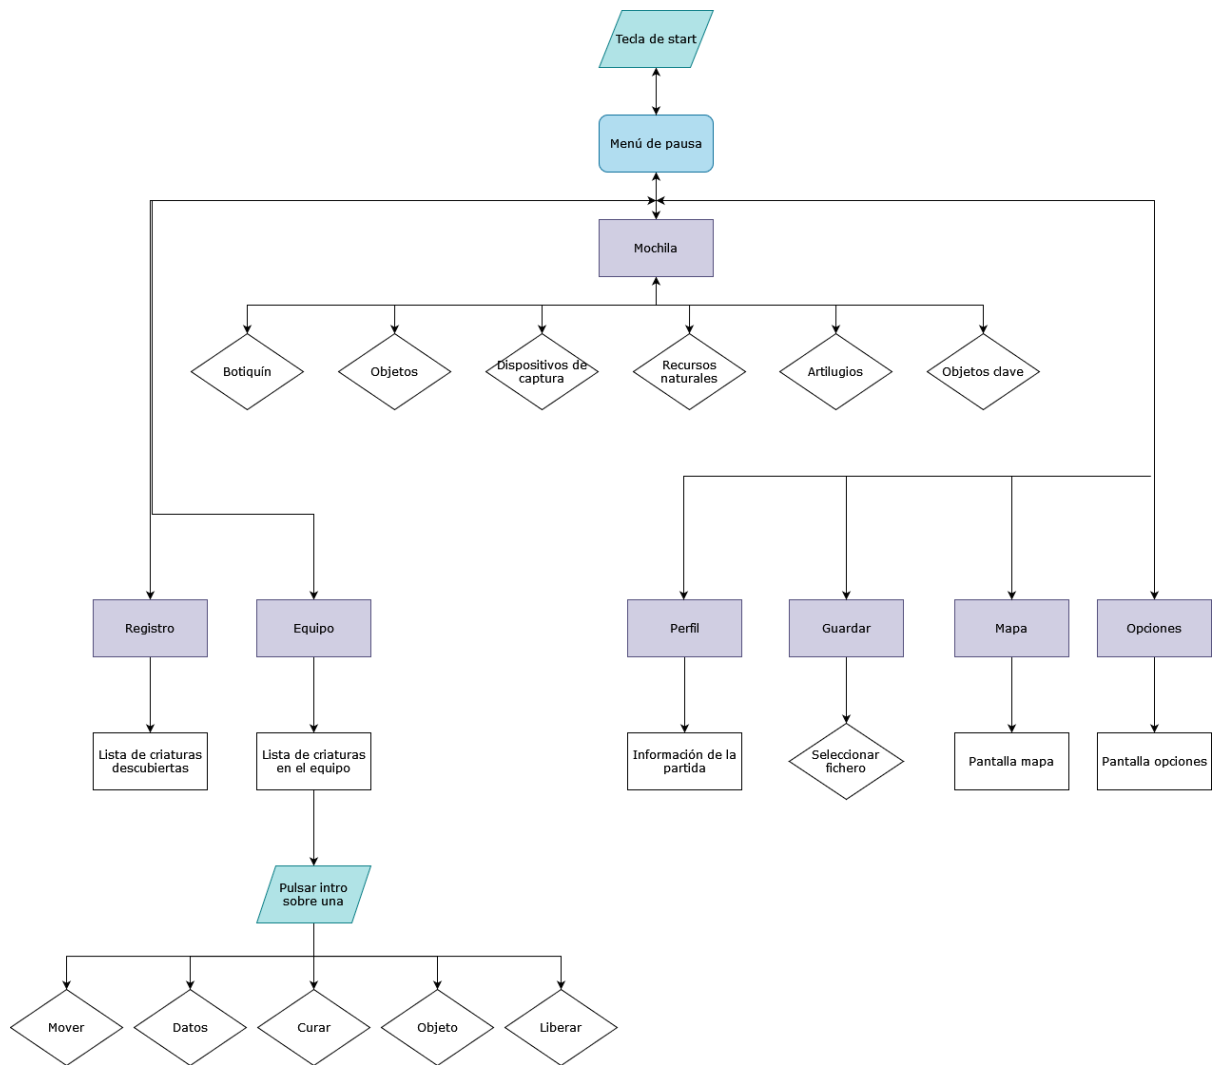 Tecla de start
Menú de pausa
Mochila
Botiquín
Objetos
Dispositivos de
captura
Recursos
naturales
Artilugios
Objetos clave
Registro
Equipo
Perfil
Guardar
Mapa
Opciones
Lista de criaturas
descubiertas
Lista de criaturas
en el equipo
Información de la
partida
Seleccionar
fichero
Pantalla mapa
Pantalla opciones
Pulsar intro
sobre una
Mover
Datos
Curar
Objeto
Liberar